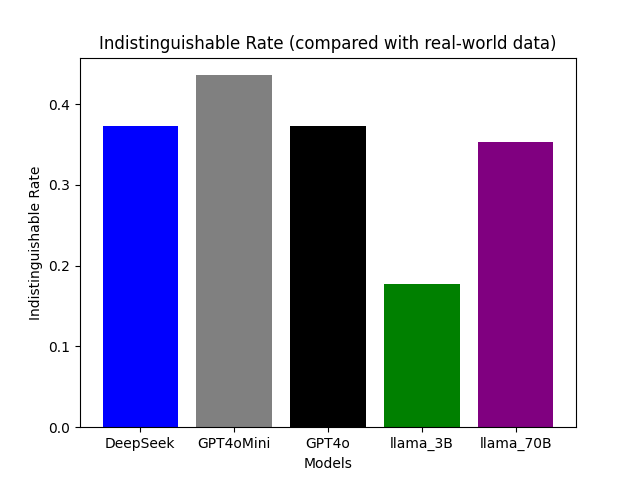 Indistinguishable Rate (compared with real-world data)
Indistinguishable Rate
0.4
0.3
0.2
0.1
0.0
DeepSeek GPT4oMini GPT4o llama_3B llama_70B
Models